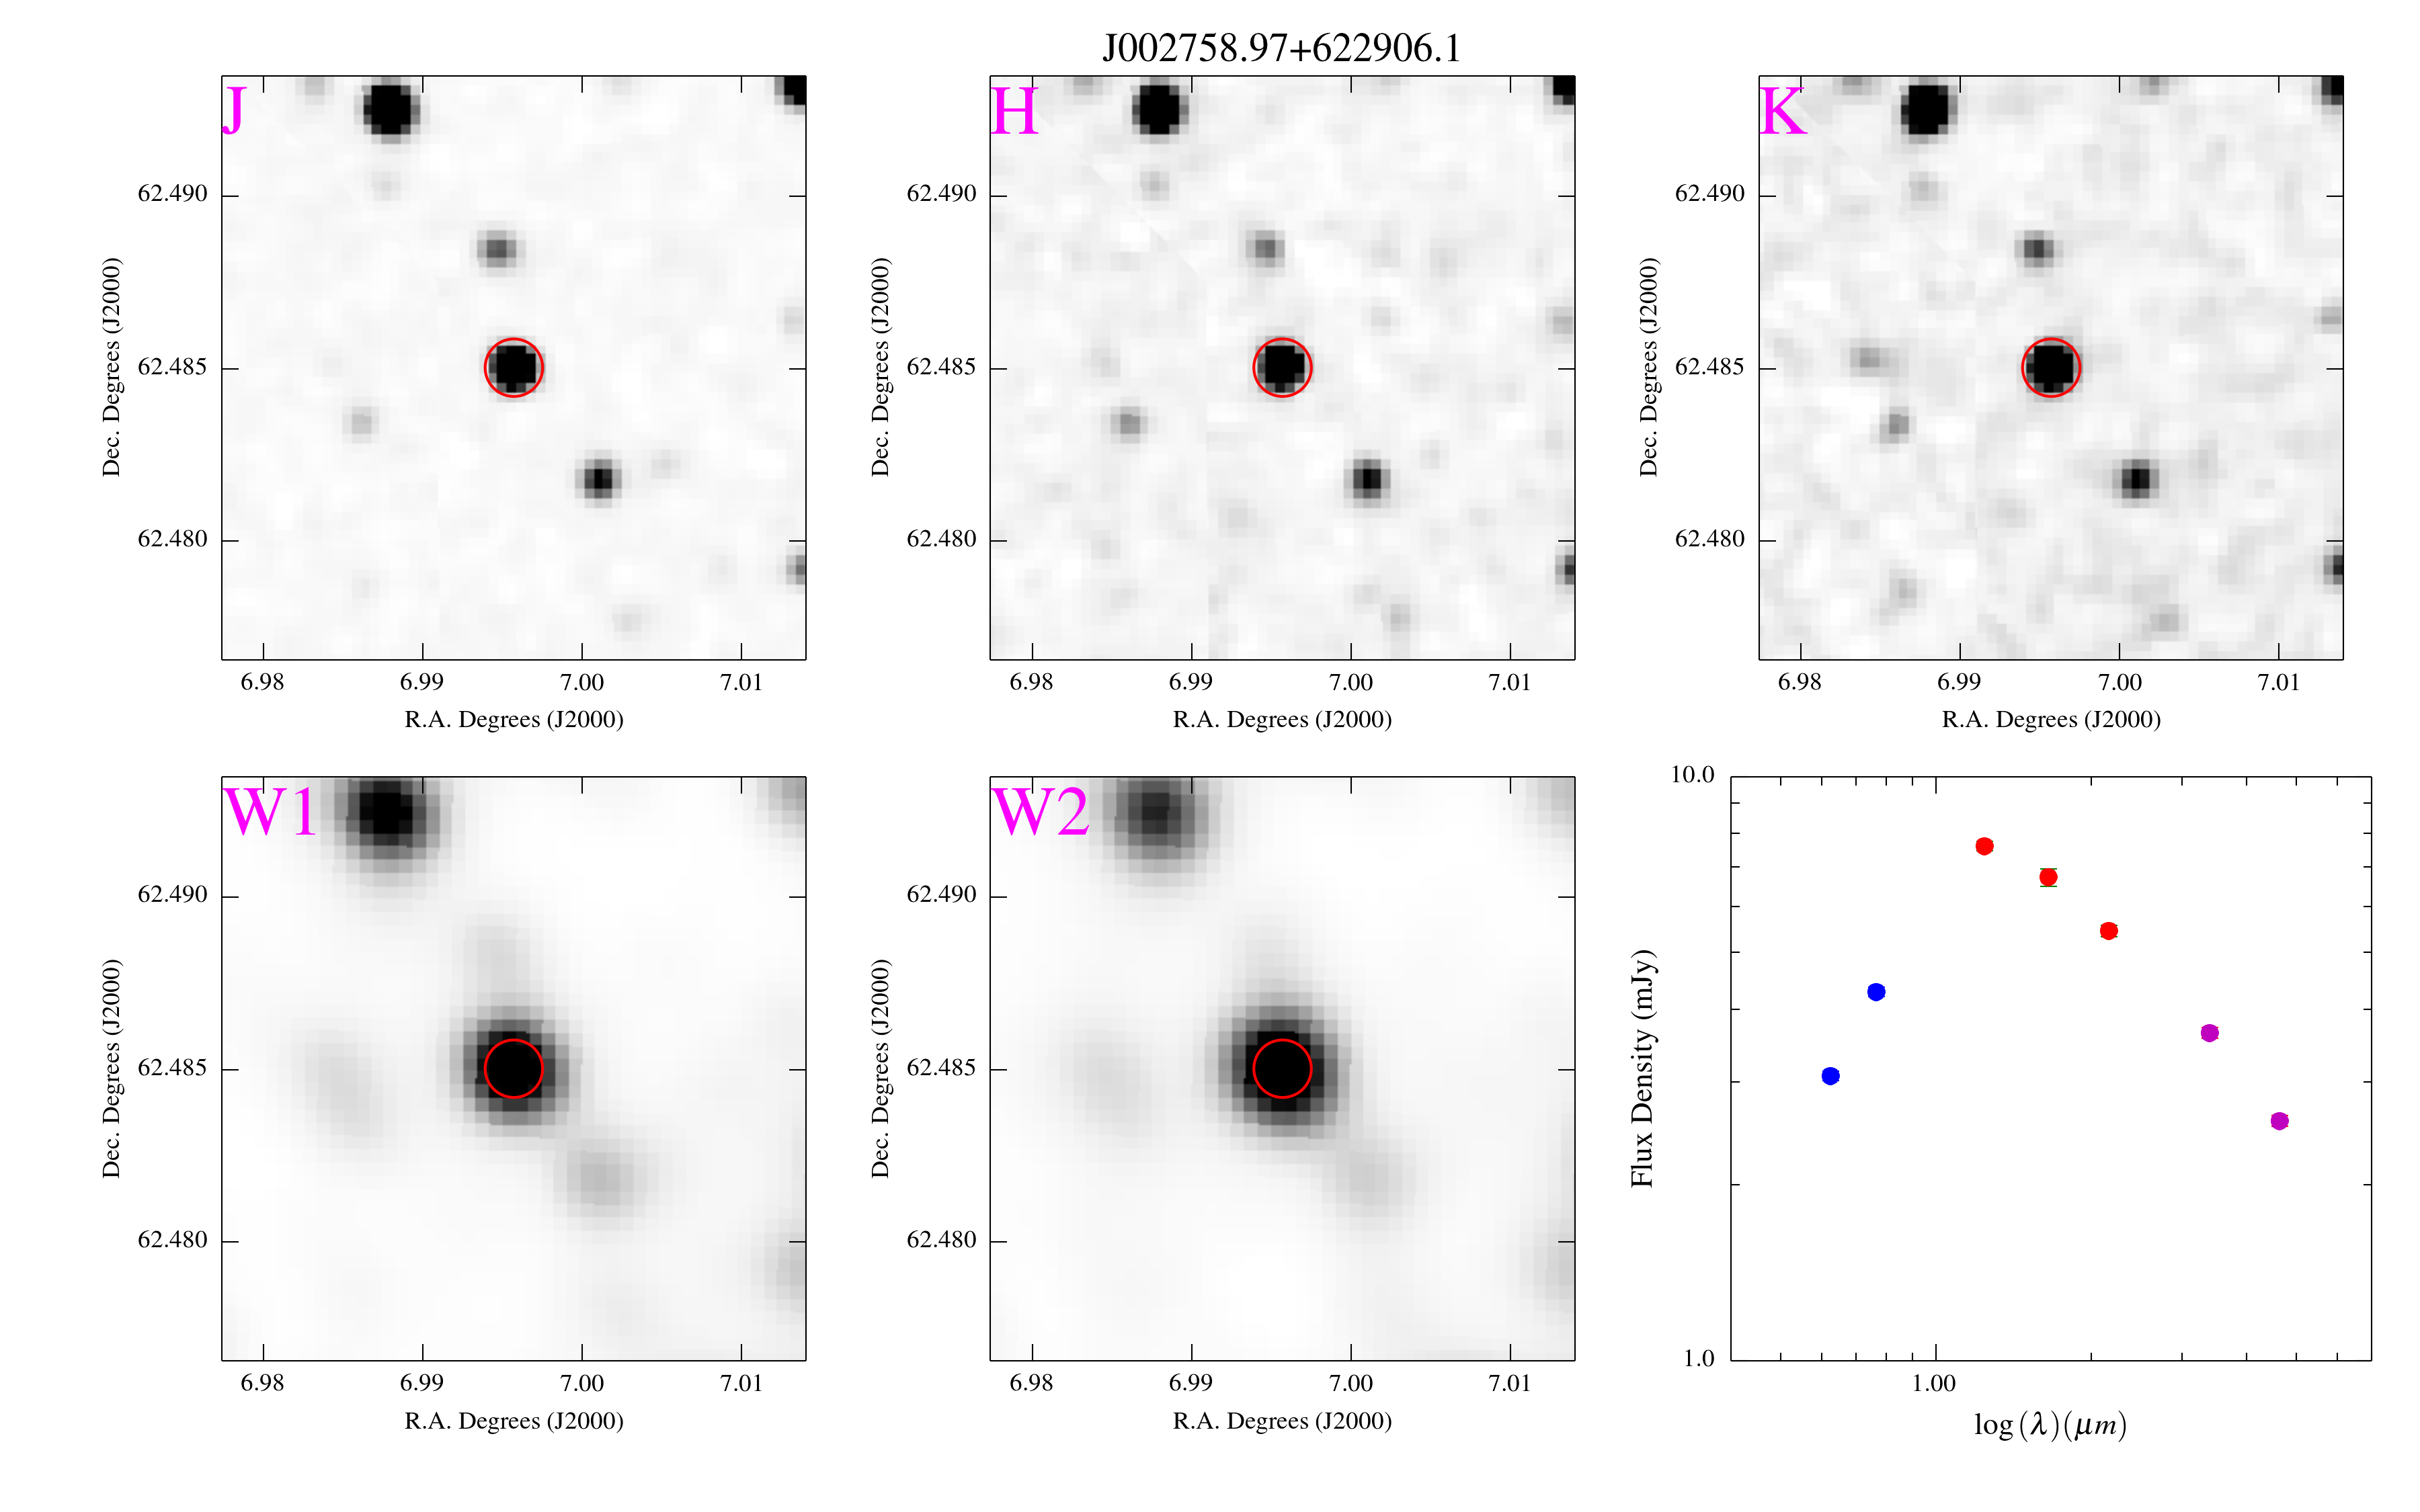 J002758.97+622906.1
J
H
K
Dec. Degrees (J2000)
62.490
62.485
62.480
6.98 6.99 7.00 7.01
R.A. Degrees (J2000)
Dec. Degrees (J2000)
62.490
62.485
62.480
6.98 6.99 7.00 7.01
R.A. Degrees (J2000)
Dec. Degrees (J2000)
62.490
62.485
62.480
6.98 6.99 7.00 7.01
R.A. Degrees (J2000)
W1
Dec. Degrees (J2000)
62.490
62.485
62.480
6.98 6.99 7.00 7.01
R.A. Degrees (J2000)
W2
Dec. Degrees (J2000)
62.490
62.485
62.480
6.98 6.99 7.00 7.01
R.A. Degrees (J2000)
Flux Density (mJy)
10.0
1.0
1.00
log(λ)(μm)